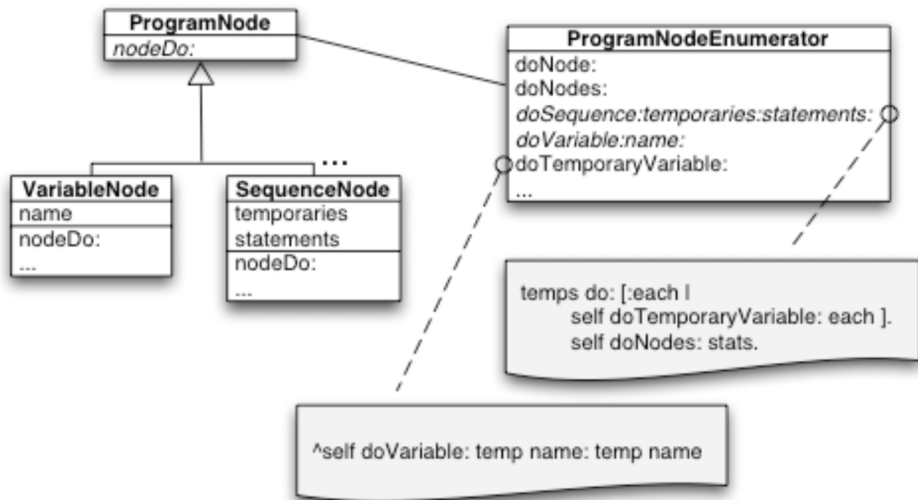 ProgramNode
nodeDo:
ProgramNodeEnumerator
doNode:
doNodes:
doSequence:temporaries:statements:
doVariable:name:
doTemporaryVariable:
...
...
VariableNode
name
nodeDo:
...
SequenceNode
temporaries
statements
nodeDo:
...
temps do: [:each |
self doTemporaryVariable: each ].
self doNodes: stats.
^self doVariable: temp name: temp name